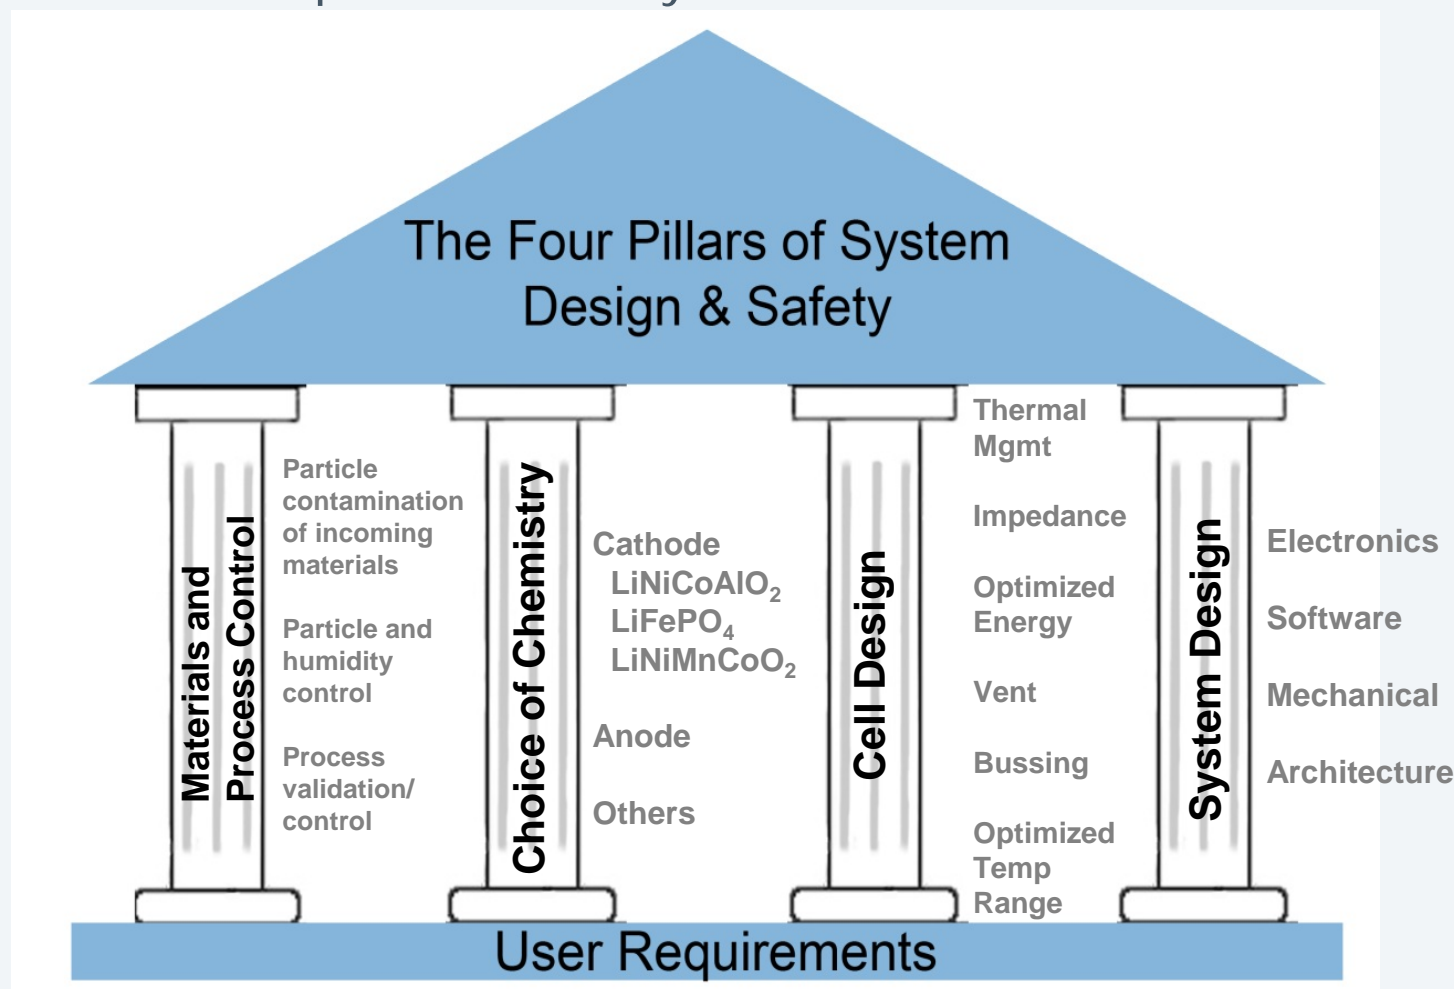 The Four Pillars of System
Design & Safety
Materials and
Process Control
Particle
contamination
of incoming
materials
Particle and
humidity
control
Process
validation/
control
Choice of Chemistry
Cathode
LiNiCoAlO₂
LiFePO₄
LiNiMnCoO₂
Anode
Others
Cell Design
Thermal
Mgmt
Impedance
Optimized
Energy
Vent
Bussing
Optimized
Temp
Range
System Design
Electronics
Software
Mechanical
Architecture
User Requirements